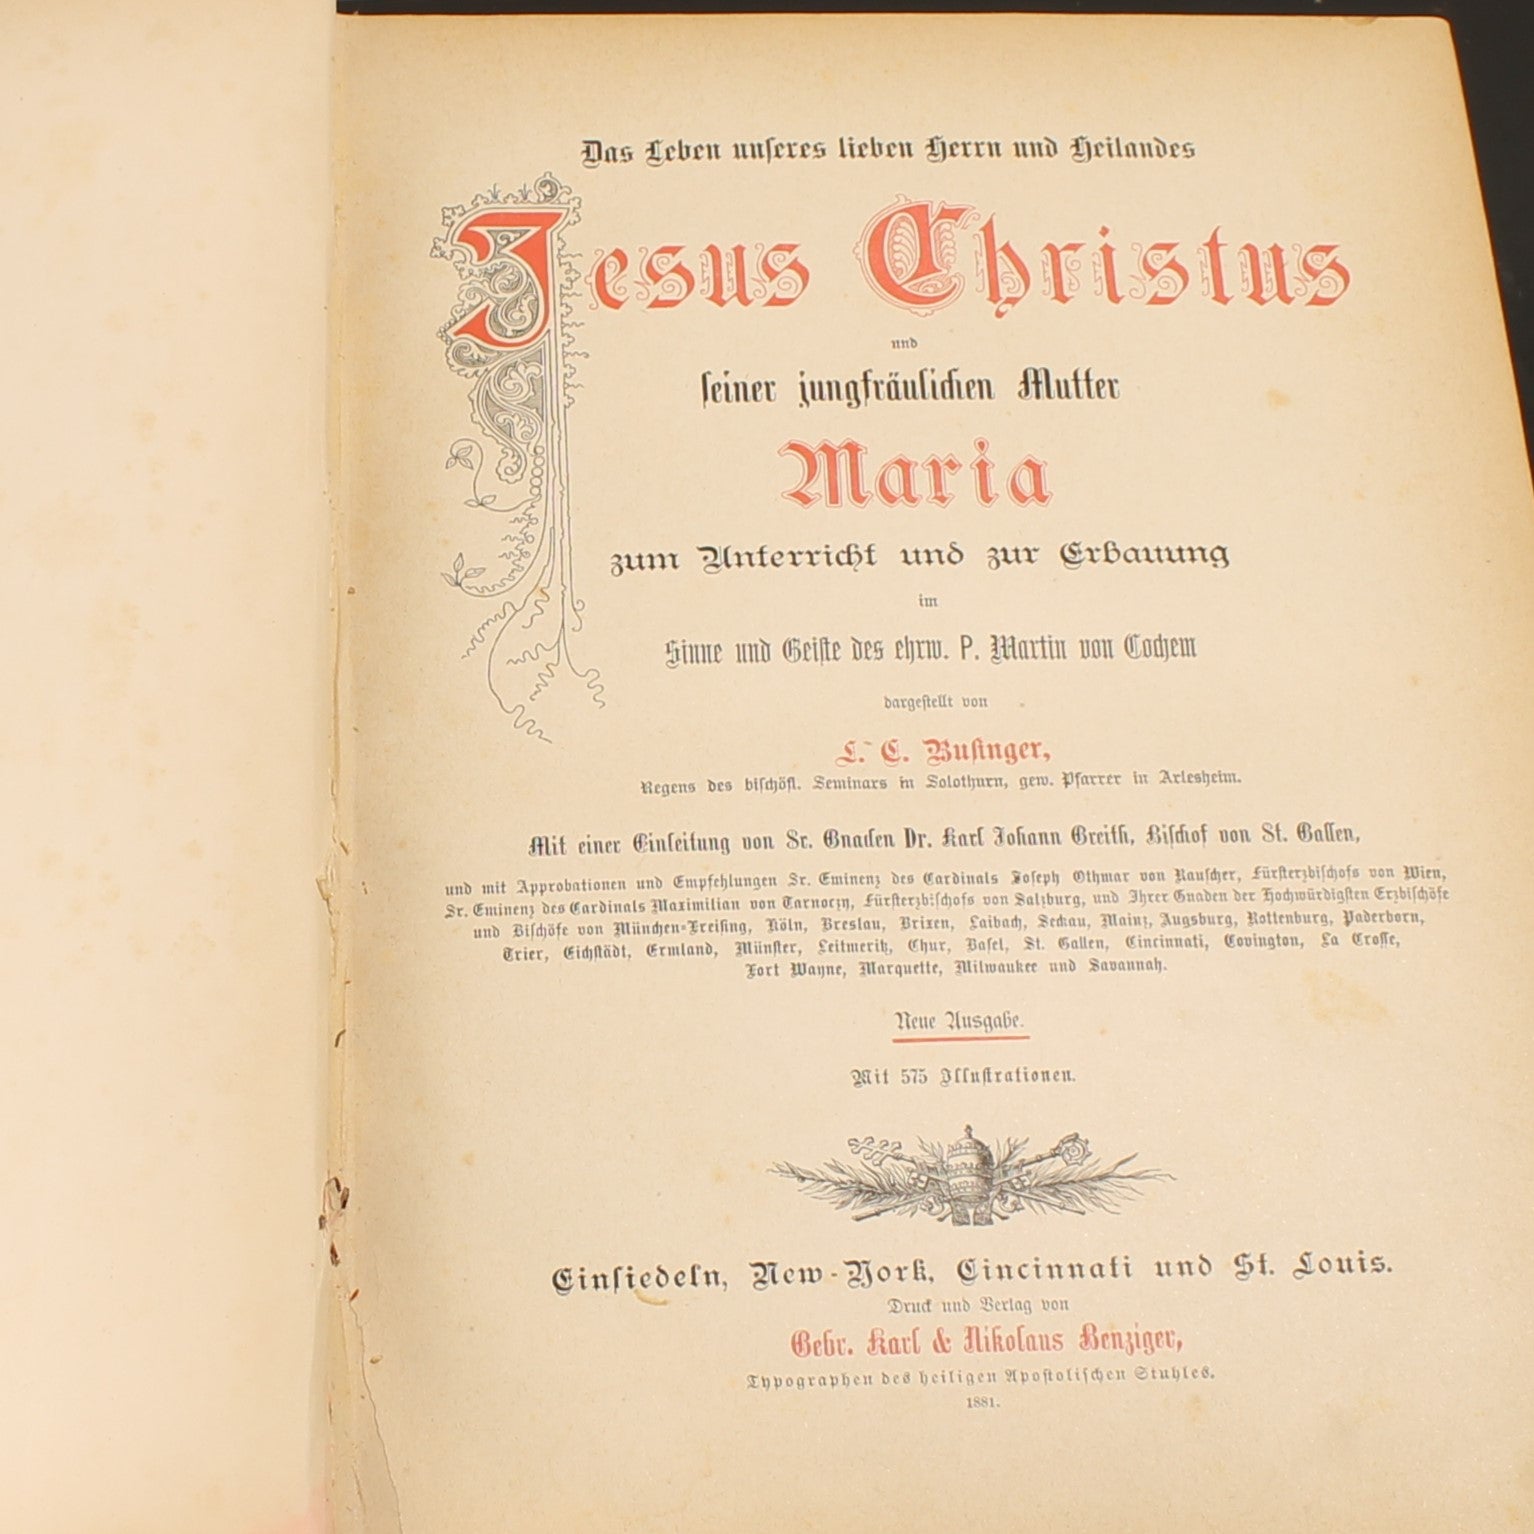 Das Leben unseres lieben Herrn und Heilandes
Jesus Christus
und
seiner jungfräulichen Mutter
Maria
zum Unterricht und zur Erbauung
im
Sinne und Geiste des ehrw. P. Martin von Cochem
dargestellt von
L. C. Businger,
Regens des bischöfl. Seminars in Solothurn, gew. Pfarrer in Arlesheim.
Mit einer Einleitung von Sr. Gnaden Dr. Karl Johann Greith, Bischof von St. Gallen,
und mit Approbationen und Empfehlungen Sr. Eminenz des Cardinals Joseph Othmar von Rauscher, Fürsterzbischofs von Wien,
Sr. Eminenz des Cardinals Maximilian von Tarnoczy, Fürsterzbischofs von Salzburg, und Ihrer Gnaden der Hochwürdigsten Erzbischöfe
und Bischöfe von München-Freising, Köln, Breslau, Brixen, Laibach, Seckau, Mainz, Augsburg, Rottenburg, Paderborn,
Trier, Eichstädt, Ermland, Münster, Leitmeritz, Chur, Basel, St. Gallen, Cincinnati, Covington, La Crosse,
Fort Wayne, Marquette, Milwaukee und Savannah.
Neue Ausgabe.
Mit 575 Illustrationen.
Einsiedeln, New-York, Cincinnati und St. Louis.
Druck und Verlag von
Gebr. Karl & Nikolaus Benziger,
Typographen des heiligen Apostolischen Stuhles.
1881.